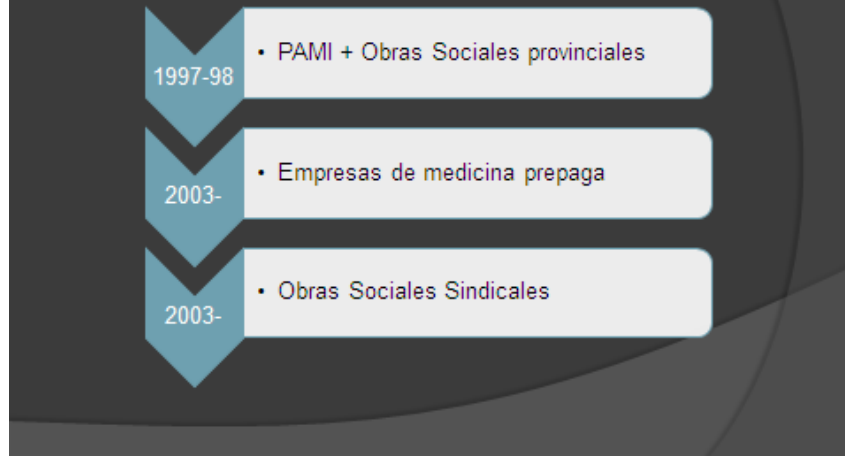 1997-98
• PAMI + Obras Sociales provinciales
2003-
• Empresas de medicina prepaga
2003-
• Obras Sociales Sindicales